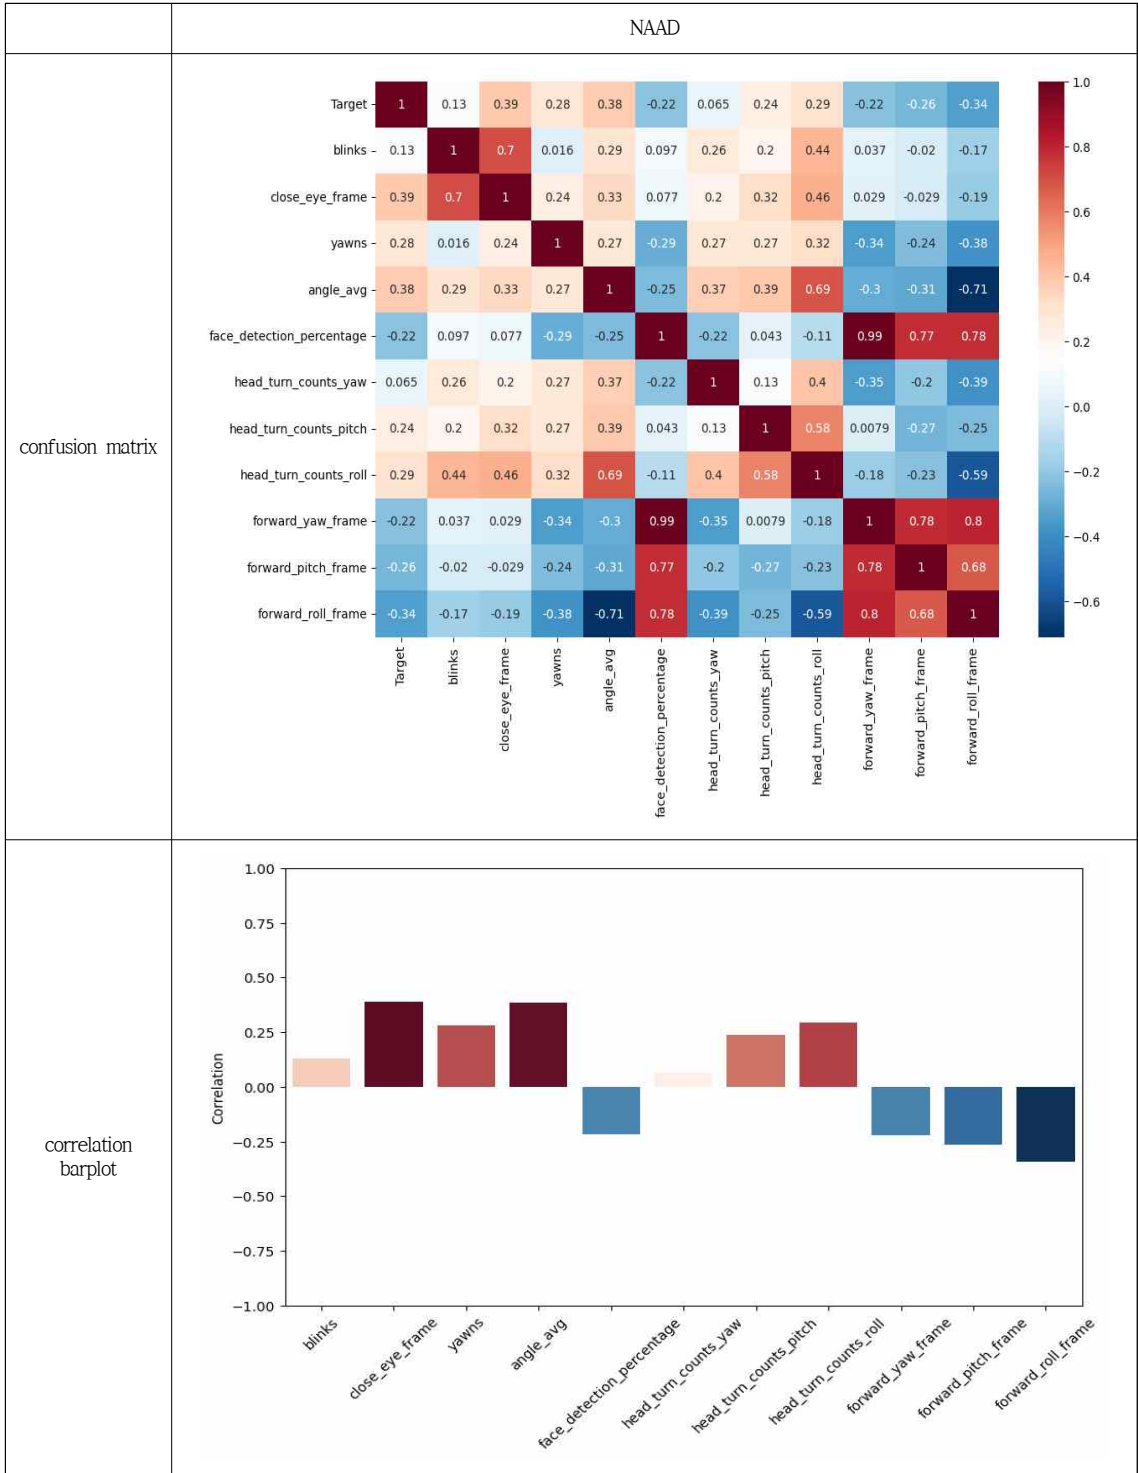 NAAD
confusion matrix
Target 1 0.13 0.39 0.28 0.38 -0.22 0.065 0.24 0.29 -0.22 -0.26 -0.34
blinks 0.13 1 0.7 0.016 0.29 0.097 0.26 0.2 0.44 0.037 -0.02 -0.17
close_eye_frame 0.39 0.7 1 0.24 0.33 0.077 0.2 0.32 0.46 0.029 -0.029 -0.19
yawns 0.28 0.016 0.24 1 0.27 -0.29 0.27 0.27 0.32 -0.34 -0.24 -0.38
angle_avg 0.38 0.29 0.33 0.27 1 -0.25 0.37 0.39 0.69 -0.3 -0.31 -0.71
face_detection_percentage -0.22 0.097 0.077 -0.29 -0.25 1 -0.22 0.043 -0.11 0.99 0.77 0.78
head_turn_counts_yaw 0.065 0.26 0.2 0.27 0.37 -0.22 1 0.13 0.4 -0.35 -0.2 -0.39
head_turn_counts_pitch 0.24 0.2 0.32 0.27 0.39 0.043 0.13 1 0.58 0.0079 -0.27 -0.25
head_turn_counts_roll 0.29 0.44 0.46 0.32 0.69 -0.11 0.4 0.58 1 -0.18 -0.23 -0.59
forward_yaw_frame -0.22 0.037 0.029 -0.34 -0.3 0.99 -0.35 0.0079 -0.18 1 0.78 0.8
forward_pitch_frame -0.26 -0.02 -0.029 -0.24 -0.31 0.77 -0.2 -0.27 -0.23 0.78 1 0.68
forward_roll_frame -0.34 -0.17 -0.19 -0.38 -0.71 0.78 -0.39 -0.25 -0.59 0.8 0.68 1
Target
blinks
close_eye_frame
yawns
angle_avg
face_detection_percentage
head_turn_counts_yaw
head_turn_counts_pitch
head_turn_counts_roll
forward_yaw_frame
forward_pitch_frame
forward_roll_frame
1.0
0.8
0.6
0.4
0.2
0.0
−0.2
−0.4
−0.6
correlation
barplot
Correlation
1.00
0.75
0.50
0.25
0.00
−0.25
−0.50
−0.75
−1.00
blinks
close_eye_frame
yawns
angle_avg
face_detection_percentage
head_turn_counts_yaw
head_turn_counts_pitch
head_turn_counts_roll
forward_yaw_frame
forward_pitch_frame
forward_roll_frame